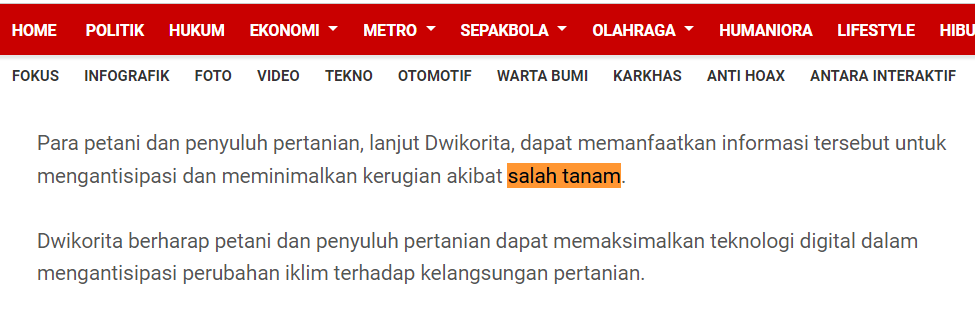 HOME POLITIK HUKUM EKONOMI METRO SEPAKBOLA OLAHRAGA HUMANIORA LIFESTYLE HIBU
FOKUS INFOGRAFIK FOTO VIDEO TEKNO OTOMOTIF WARTA BUMI KARKHAS ANTI HOAX ANTARA INTERAKTIF
Para petani dan penyuluh pertanian, lanjut Dwikorita, dapat memanfaatkan informasi tersebut untuk
mengantisipasi dan meminimalkan kerugian akibat salah tanam.
Dwikorita berharap petani dan penyuluh pertanian dapat memaksimalkan teknologi digital dalam
mengantisipasi perubahan iklim terhadap kelangsungan pertanian.